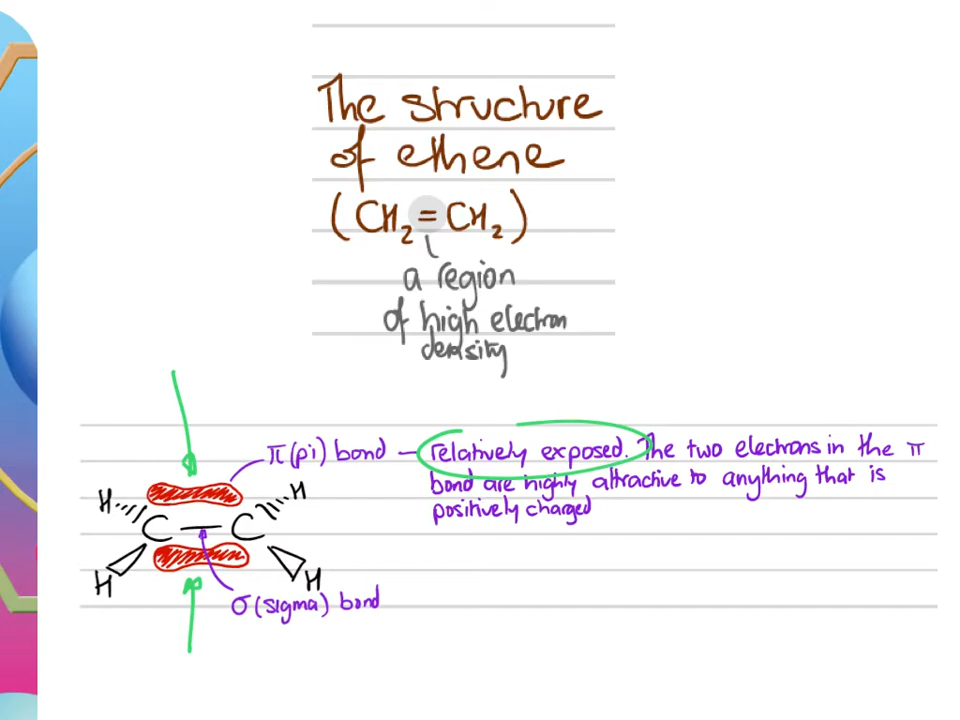 The structure
of ethene
(CH₂=CH₂)
a region
of high electron
density
π(pi) bond — relatively exposed. The two electrons in the π
bond are highly attractive to anything that is
positively charged
H H
C — C
H H
σ(sigma) bond